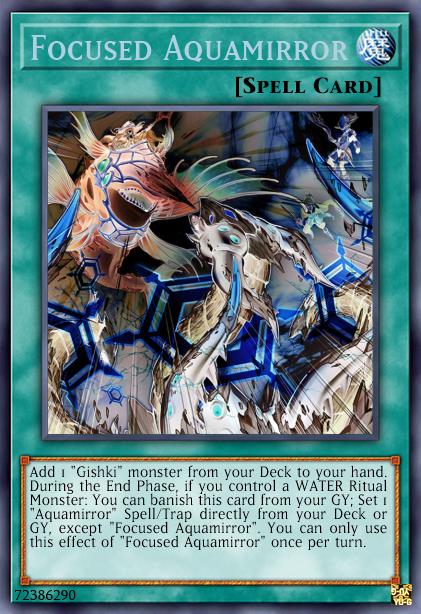 Focused Aquamirror
魔
[Spell Card]
Add 1 "Gishki" monster from your Deck to your hand.
During the End Phase, if you control a WATER Ritual
Monster: You can banish this card from your GY; Set 1
"Aquamirror" Spell/Trap directly from your Deck or
GY, except "Focused Aquamirror". You can only use
this effect of "Focused Aquamirror" once per turn.
72386290